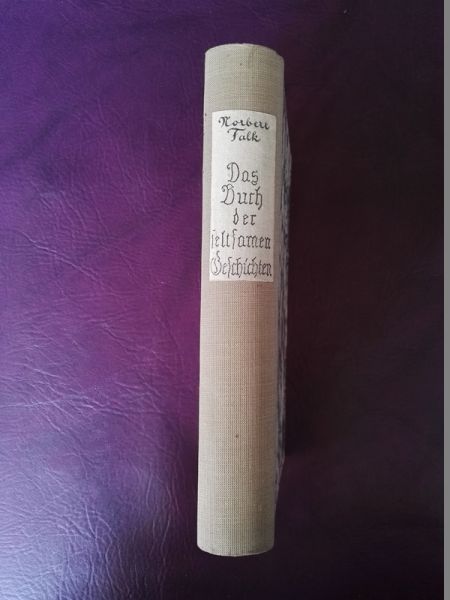 Norbert
Falk
Das
Buch
der
seltsamen
Geschichten